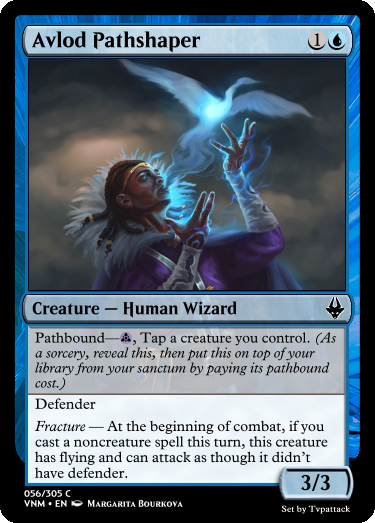 Avlod Pathshaper 1
Creature — Human Wizard
Pathbound—, Tap a creature you control. (As
a sorcery, reveal this, then put this on top of your
library from your sanctum by paying its pathbound
cost.)
Defender
Fracture — At the beginning of combat, if you
cast a noncreature spell this turn, this creature
has flying and can attack as though it didn't
have defender.
3/3
056/305 C
VNM • EN Margarita Bourkova
Set by Tvpattack